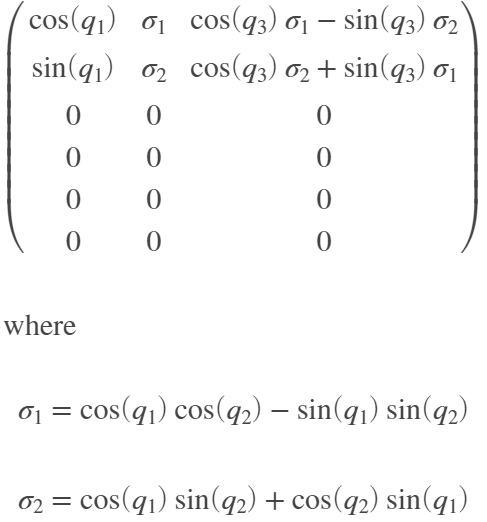 cos(q₁) σ₁ cos(q₃) σ₁ − sin(q₃) σ₂
sin(q₁) σ₂ cos(q₃) σ₂ + sin(q₃) σ₁
0 0 0
0 0 0
0 0 0
0 0 0
where
σ₁ = cos(q₁) cos(q₂) − sin(q₁) sin(q₂)
σ₂ = cos(q₁) sin(q₂) + cos(q₂) sin(q₁)